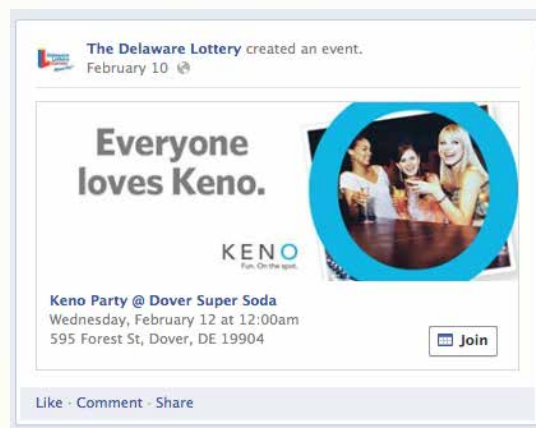 The Delaware Lottery created an event.
February 10
Everyone
loves Keno.
KENO
Fun. On the spot.
Keno Party @ Dover Super Soda
Wednesday, February 12 at 12:00am
595 Forest St, Dover, DE 19904
Join
Like · Comment · Share